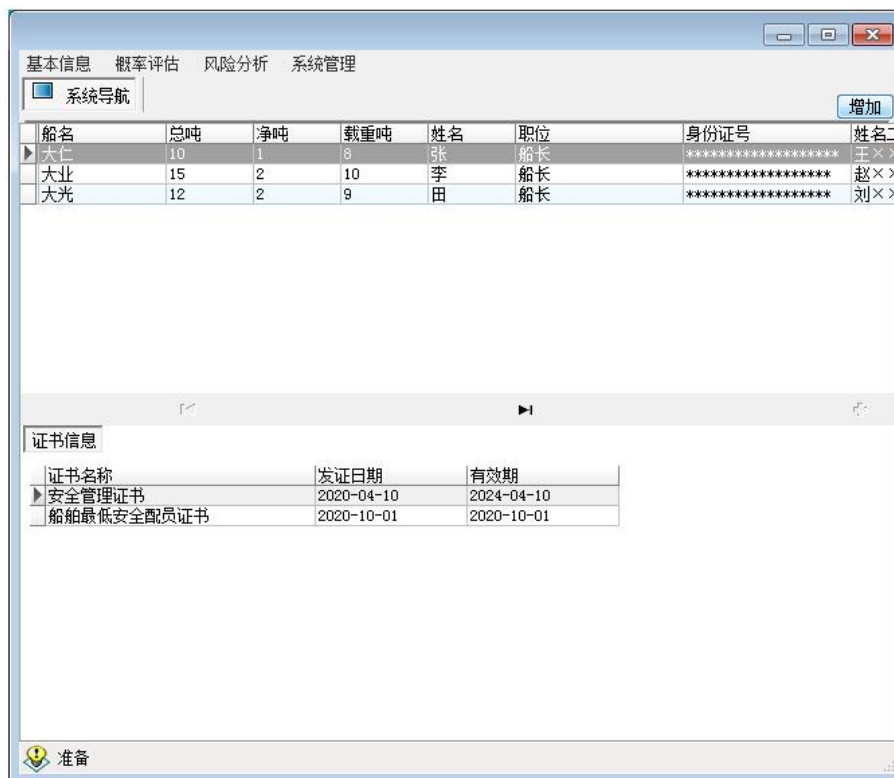 基本信息 概率评估 风险分析 系统管理
系统导航
增加
船名 总吨 净吨 载重吨 姓名 职位 身份证号 姓名
大仁 10 1 8 张 船长 ******************* 王××
大业 15 2 10 李 船长 ****************** 赵××
大光 12 2 9 田 船长 ****************** 刘××
证书信息
证书名称 发证日期 有效期
安全管理证书 2020-04-10 2024-04-10
船舶最低安全配员证书 2020-10-01 2020-10-01
准备